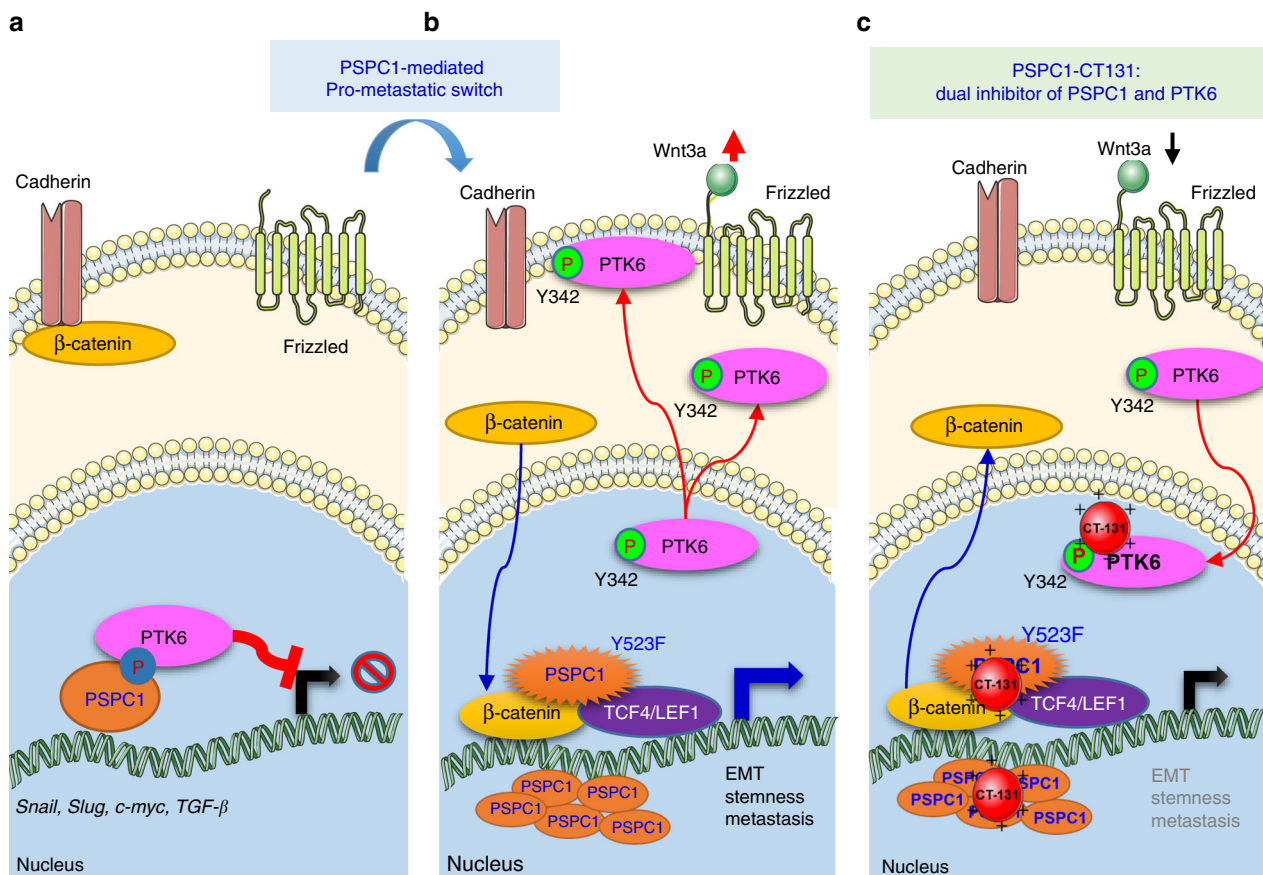 a
Cadherin
β-catenin
Frizzled
PTK6
P
PSPC1
Snail, Slug, c-myc, TGF-β
Nucleus
PSPC1-mediated
Pro-metastatic switch
b
Wnt3a
Cadherin
Frizzled
P
PTK6
Y342
P
PTK6
Y342
β-catenin
P
PTK6
Y342
Y523F
PSPC1
β-catenin
TCF4/LEF1
PSPC1
PSPC1
PSPC1
PSPC1
PSPC1
EMT
stemness
metastasis
Nucleus
c
PSPC1-CT131:
dual inhibitor of PSPC1 and PTK6
Wnt3a
Cadherin
Frizzled
P
PTK6
Y342
β-catenin
+ + + + + +
CT-131
P
PTK6
Y342
Y523F
PSPC1
+ + + + + +
CT-131
β-catenin
TCF4/LEF1
PSPC1
PSPC1
PSPC1
+ + + + + +
CT-131
PSPC1
PSPC1
EMT
stemness
metastasis
Nucleus